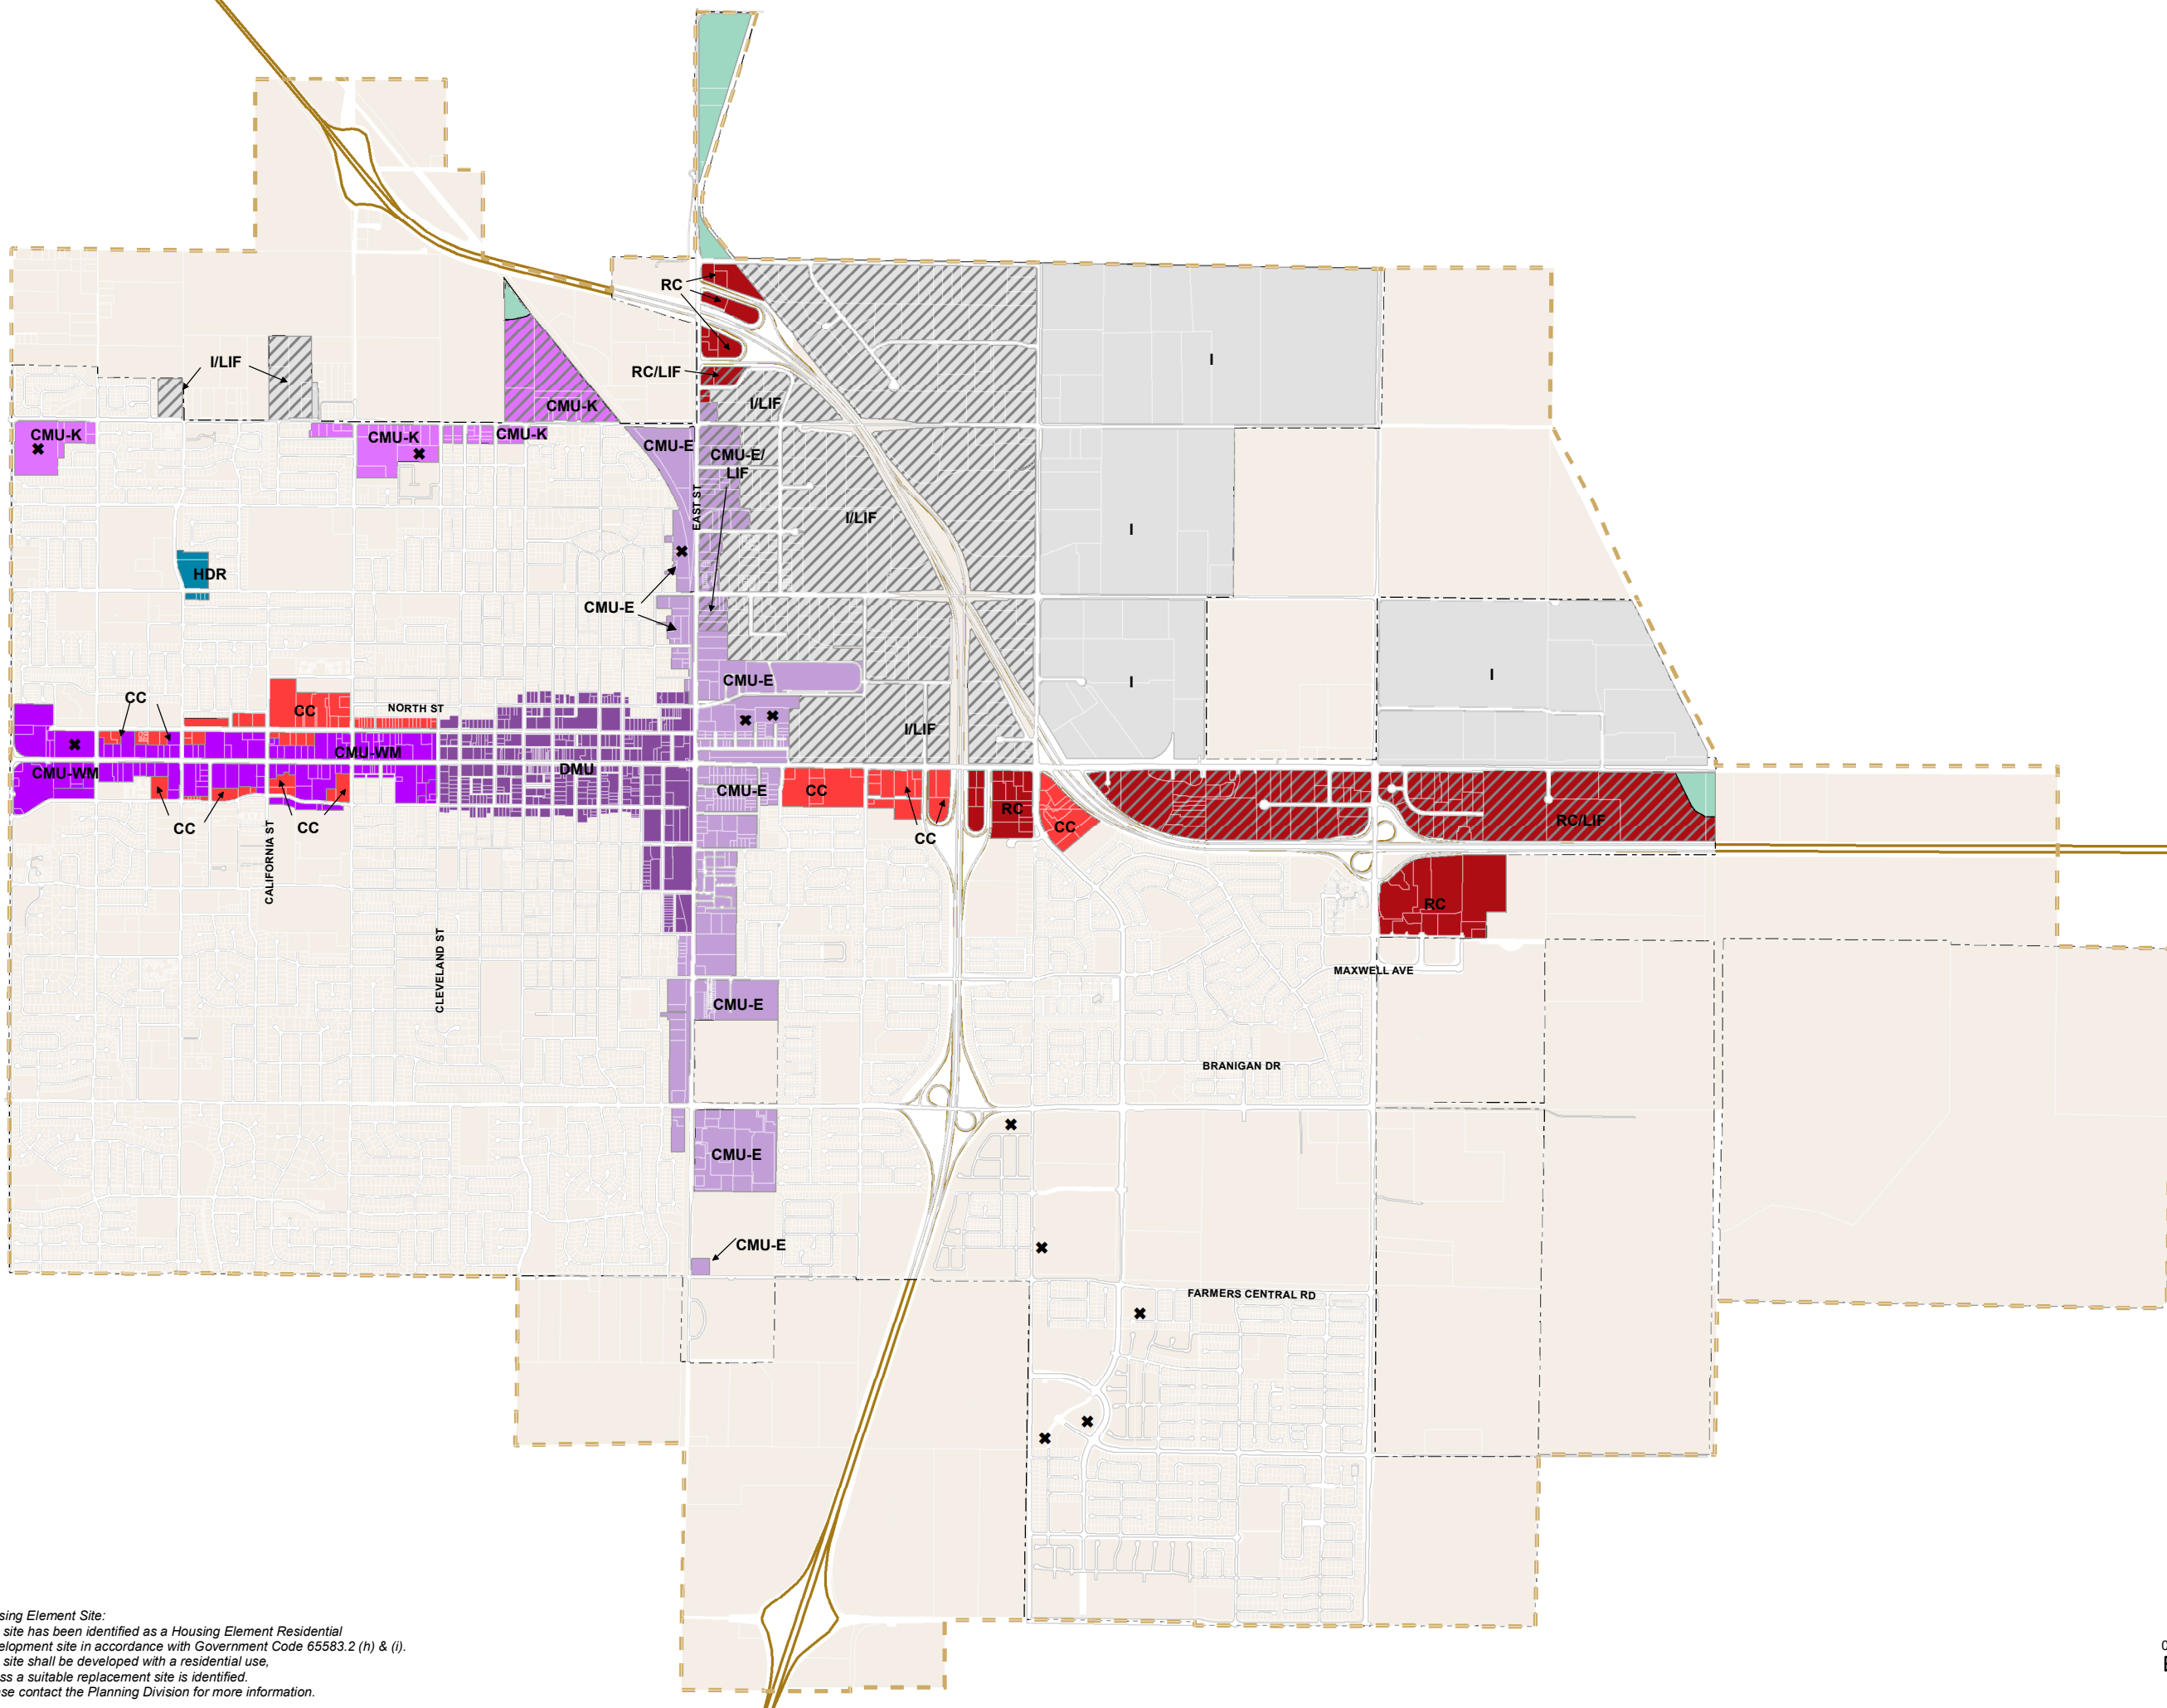 RC
I
I/LIF
RC/LIF
CMU-K
I/LIF
CMU-K
CMU-K
CMU-K
CMU-E
CMU-E/
LIF
EAST ST
I/LIF
I
HDR
CMU-E
CMU-E
I
I
CC
CC
NORTH ST
I/LIF
CMU-WM
CMU-WM
DMU
CMU-E
CC
RC
CC
RC/LIF
CC
CC
CC
CALIFORNIA ST
RC
CLEVELAND ST
MAXWELL AVE
CMU-E
BRANIGAN DR
CMU-E
CMU-E
FARMERS CENTRAL RD
sing Element Site:
site has been identified as a Housing Element Residential
elopment site in accordance with Government Code 65583.2 (h) & (i).
site shall be developed with a residential use,
ss a suitable replacement site is identified.
se contact the Planning Division for more information.
0